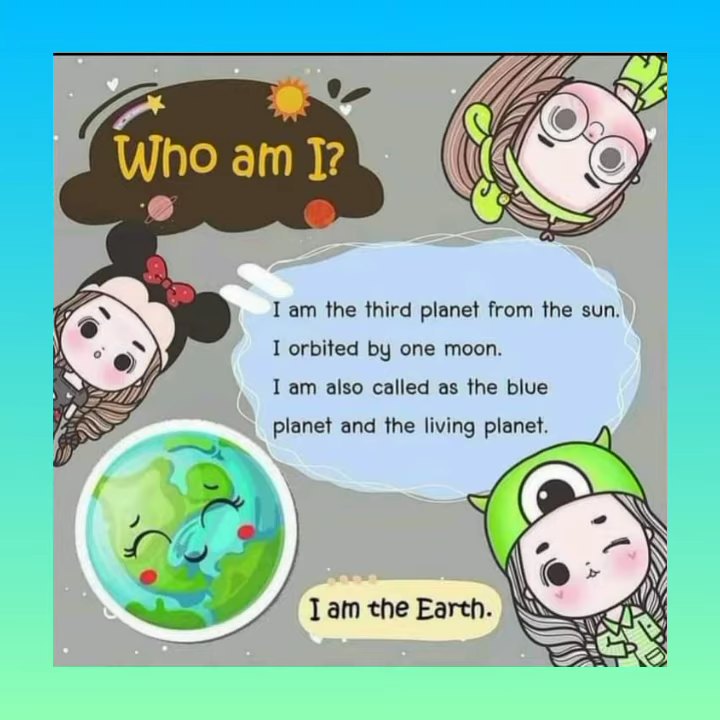 Who am I?
I am the third planet from the sun.
I orbited by one moon.
I am also called as the blue
planet and the living planet.
I am the Earth.